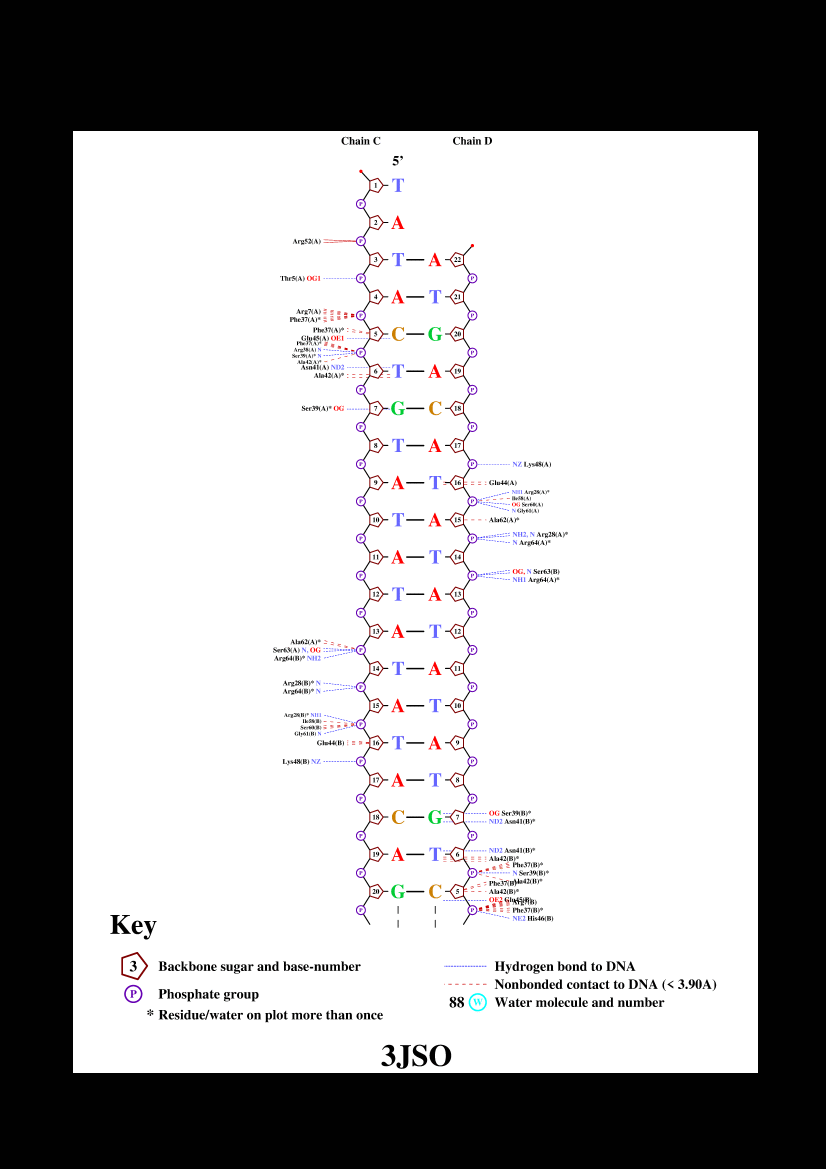 Chain C Chain D
5'
1 T
P
2 A
Arg52(A) P
3 T A 22
Thr5(A) OG1 P P
4 A T 21
Arg7(A)
Phe37(A)* P P
Phe37(A)*
5 C G 20
Glu45(A) OE1
Phe37(A)*
Arg38(A) N
Ser39(A)* N P P
Ala42(A)*
Asn41(A) ND2
6 T A 19
Ala42(A)*
P P
Ser39(A)* OG 7 G C 18
P P
8 T A 17
P P NZ Lys48(A)
9 A T 16 Glu44(A)
NH1 Arg28(A)*
Ile58(A)
P P OG Ser60(A)
N Gly61(A)
10 T A 15 Ala62(A)*
P P NH2, N Arg28(A)*
N Arg64(A)*
11 A T 14
P P OG, N Ser63(B)
NH1 Arg64(A)*
12 T A 13
P P
13 A T 12
Ala62(A)*
Ser63(A) N, OG P P
Arg64(B)* NH2
14 T A 11
Arg28(B)* N P P
Arg64(B)* N
15 A T 10
Arg28(B)* NH1
Ile58(B)
Ser60(B) P P
Gly61(B) N
Glu44(B) 16 T A 9
Lys48(B) NZ P P
17 A T 8
P P
18 C G 7 OG Ser39(B)*
ND2 Asn41(B)*
P P
19 A T 6 ND2 Asn41(B)*
Ala42(B)*
Phe37(B)*
P P N Ser39(B)*
Ala42(B)*
Phe37(B)*
20 G C 5 Ala42(B)*
OE2 Glu45(B)
Arg7(B)
P P Phe37(B)*
NE2 His46(B)
Key
3 Backbone sugar and base-number
P Phosphate group
* Residue/water on plot more than once
Hydrogen bond to DNA
Nonbonded contact to DNA (< 3.90A)
88 W Water molecule and number
3JSO